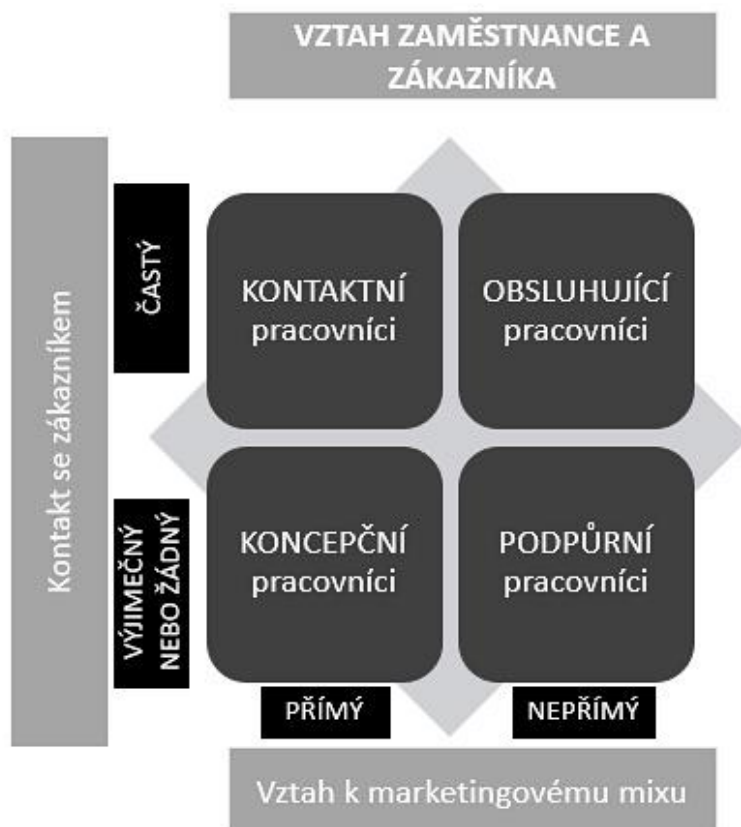 VZTAH ZAMĚSTNANCE A
ZÁKAZNÍKA
Kontakt se zákazníkem
ČASTÝ
KONTAKTNÍ
pracovníci
OBSLUHUJÍCÍ
pracovníci
VÝJIMEČNÝ
NEBO ŽÁDNÝ
KONCEPČNÍ
pracovníci
PODPŮRNÍ
pracovníci
PŘÍMÝ
NEPŘÍMÝ
Vztah k marketingovému mixu